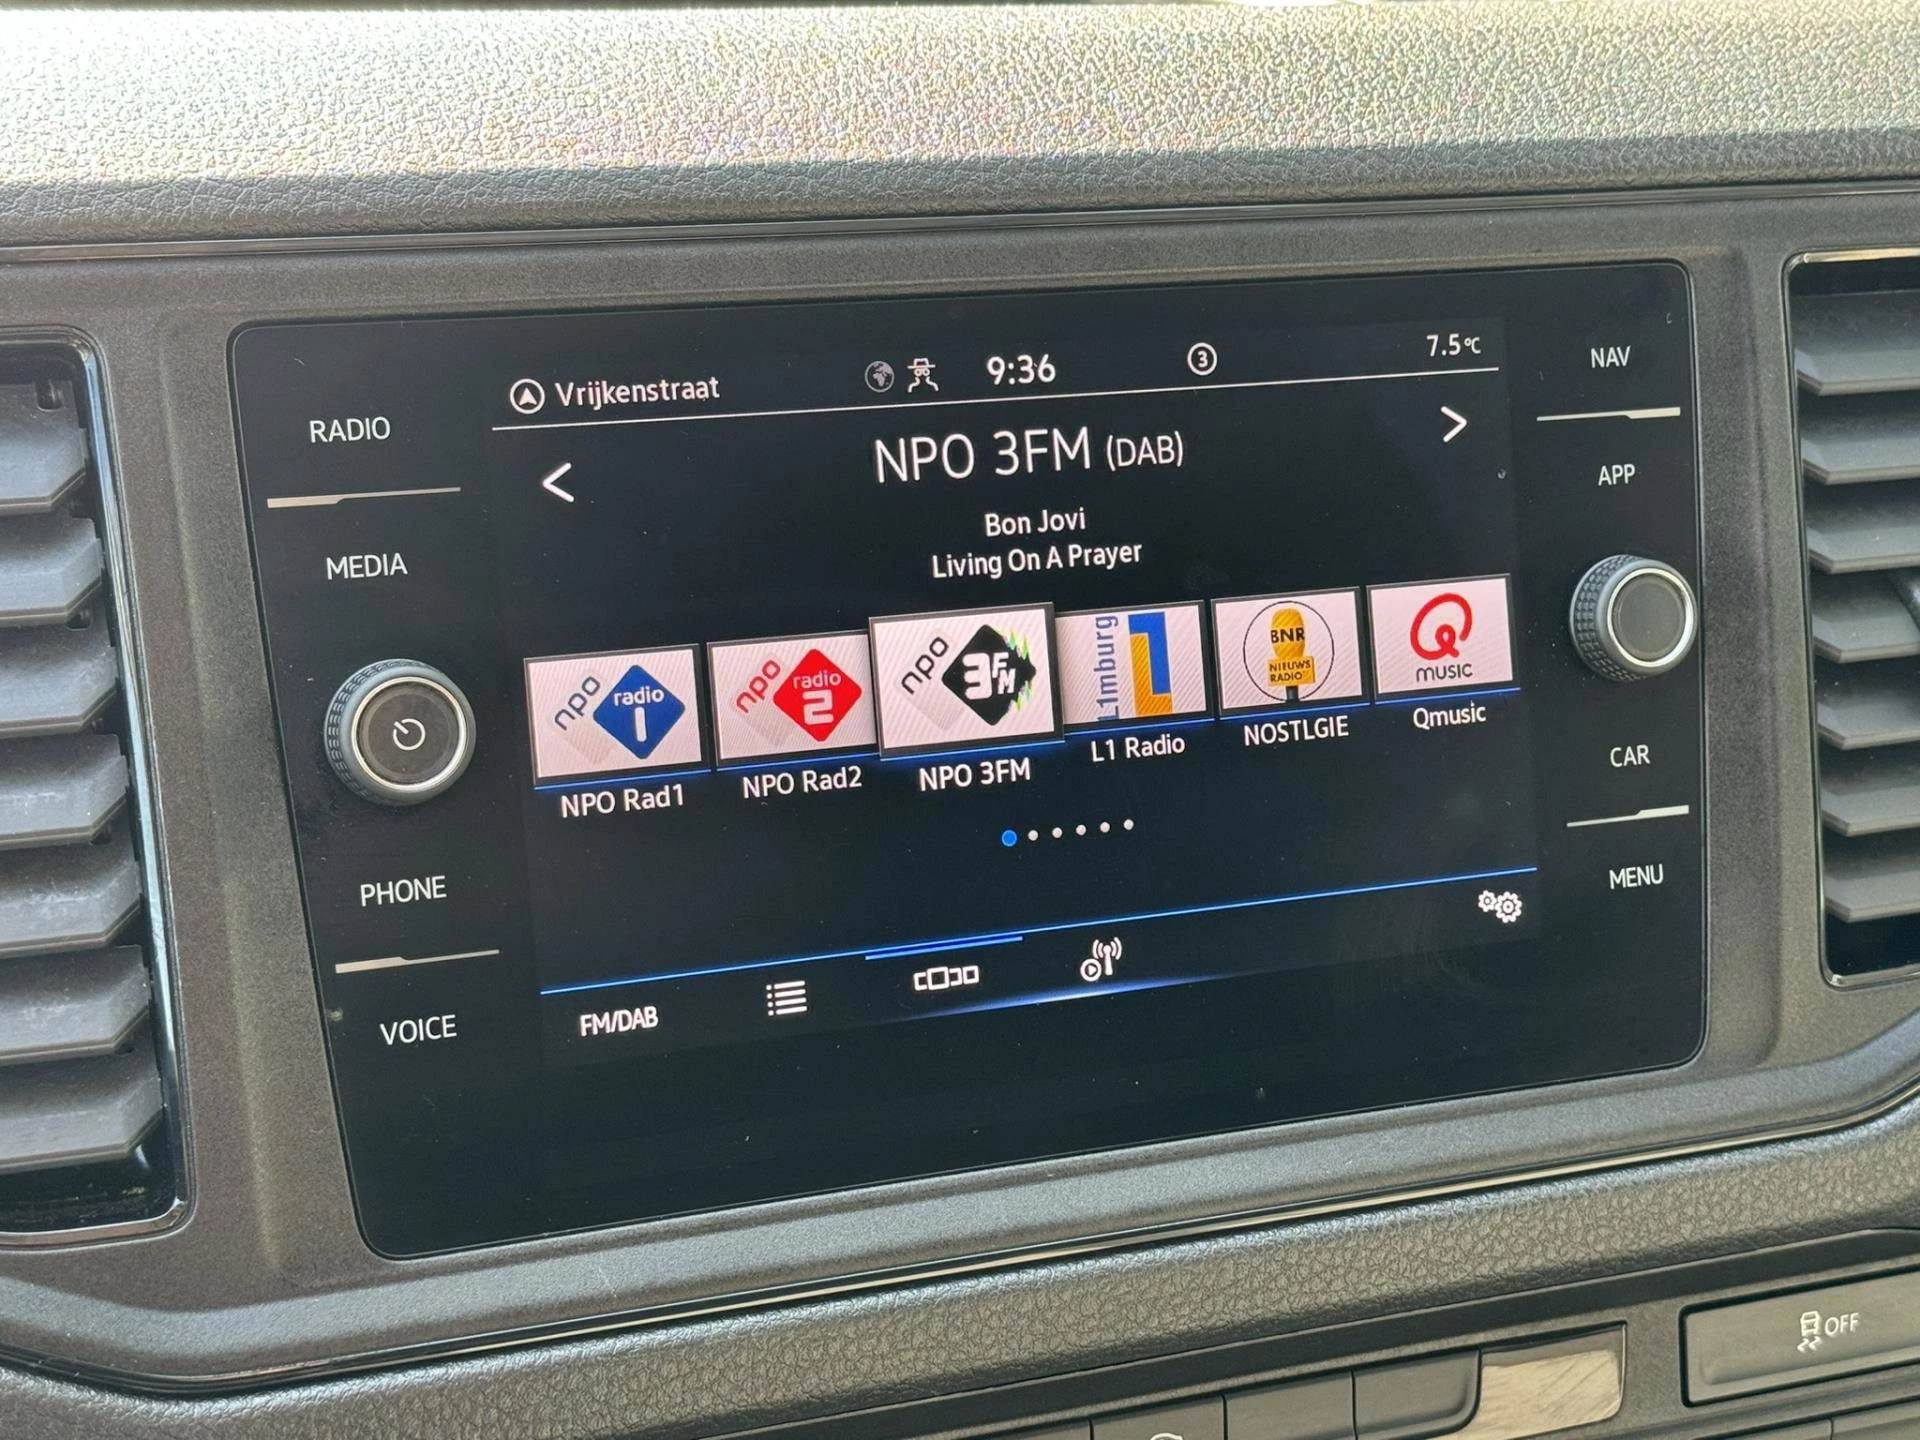 Vrijkenstraat 9:36 3 7.5°C
NAV
RADIO
< NPO 3FM (DAB) >
APP
Bon Jovi
Living On A Prayer
MEDIA
npo radio 1
npo radio 2
npo 3FM
L1mburg
BNR
NIEUWS
RADIO
Q
MUSIC
NPO Rad1
NPO Rad2
NPO 3FM
L1 Radio
NOSTLGIE
Qmusic
CAR
PHONE
MENU
VOICE
FM/DAB
OFF